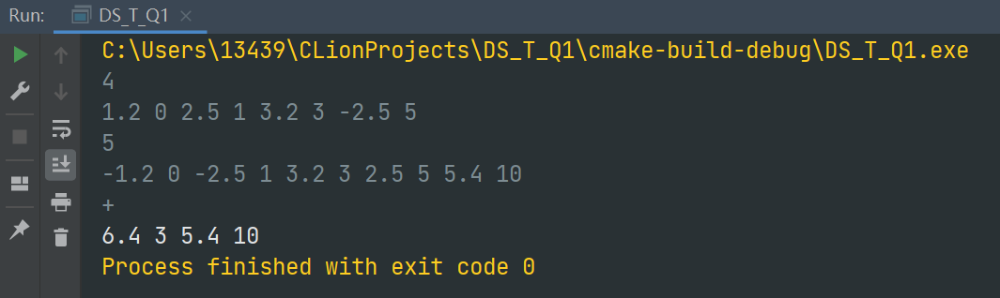 Run: DS_T_Q1
C:\Users\13439\CLionProjects\DS_T_Q1\cmake-build-debug\DS_T_Q1.exe
4
1.2 0 2.5 1 3.2 3 -2.5 5
5
-1.2 0 -2.5 1 3.2 3 2.5 5 5.4 10
+
6.4 3 5.4 10
Process finished with exit code 0